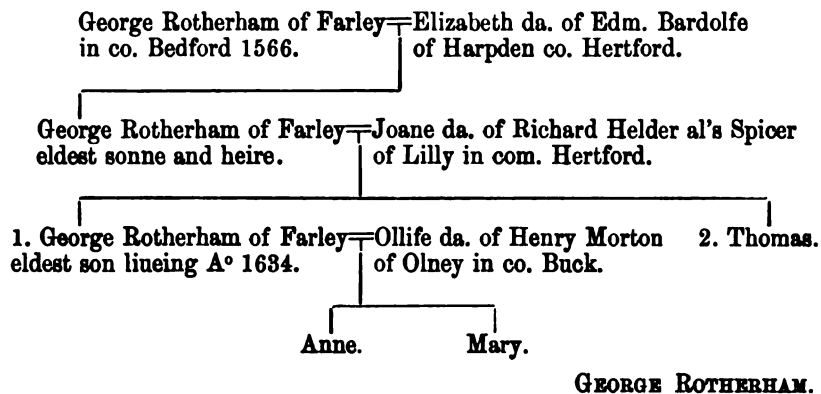 George Rotherham of Farley=Elizabeth da. of Edm. Bardolfe
in co. Bedford 1566. of Harpden co. Hertford.
George Rotherham of Farley=Joane da. of Richard Helder al's Spicer
eldest sonne and heire. of Lilly in com. Hertford.
1. George Rotherham of Farley=Ollife da. of Henry Morton 2. Thomas.
eldest son liueing Aº 1634. of Olney in co. Buck.
Anne. Mary.
GEORGE ROTHERHAM.